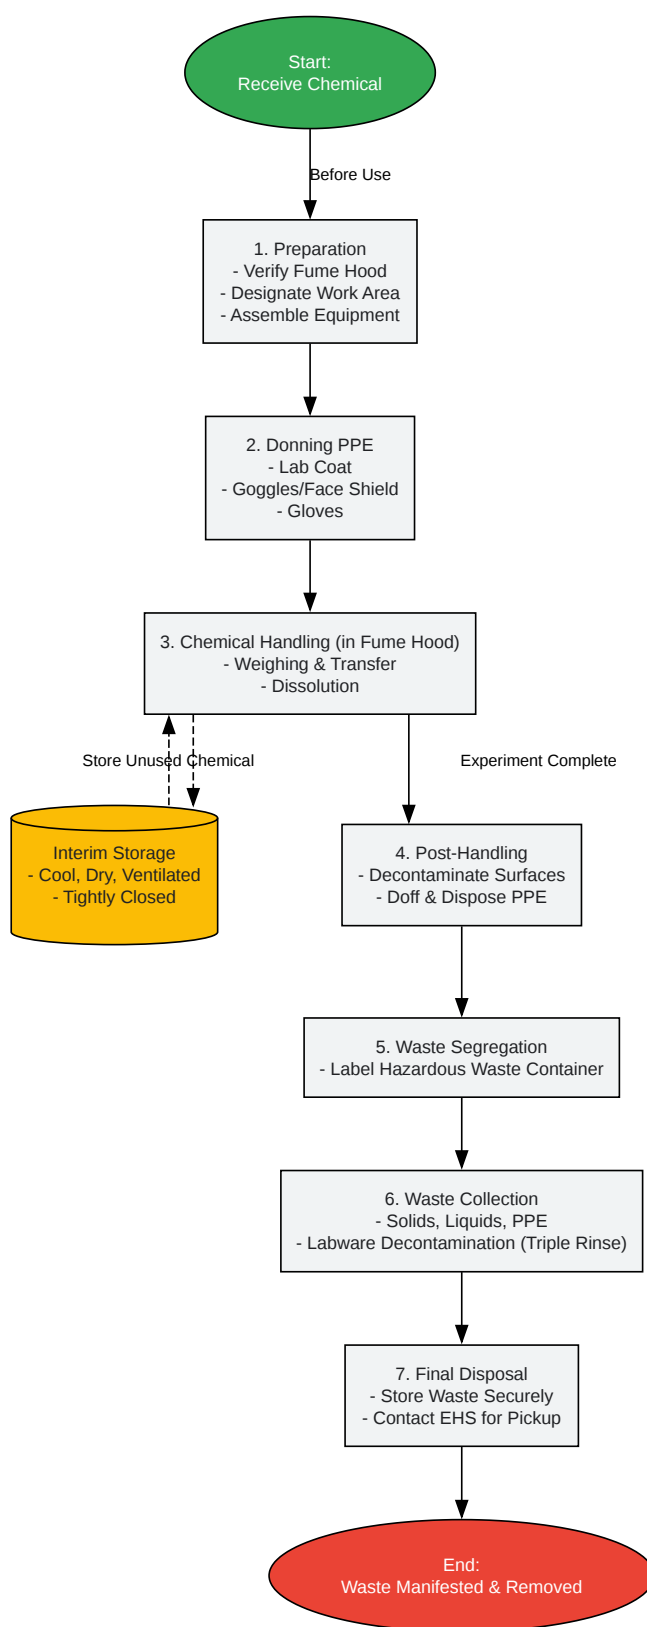 Start:
Receive Chemical
Before Use
1. Preparation
- Verify Fume Hood
- Designate Work Area
- Assemble Equipment
2. Donning PPE
- Lab Coat
- Goggles/Face Shield
- Gloves
3. Chemical Handling (in Fume Hood)
- Weighing & Transfer
- Dissolution
Store Unused Chemical
Experiment Complete
Interim Storage
- Cool, Dry, Ventilated
- Tightly Closed
4. Post-Handling
- Decontaminate Surfaces
- Doff & Dispose PPE
5. Waste Segregation
- Label Hazardous Waste Container
6. Waste Collection
- Solids, Liquids, PPE
- Labware Decontamination (Triple Rinse)
7. Final Disposal
- Store Waste Securely
- Contact EHS for Pickup
End:
Waste Manifested & Removed